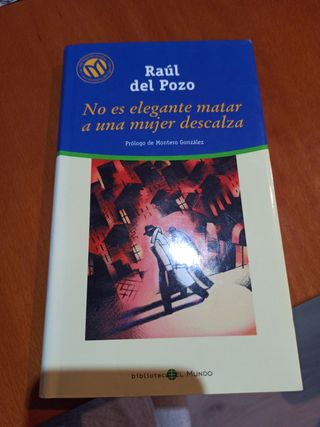 Raúl
del Pozo
No es elegante matar
a una mujer descalza
Prólogo de Montero González
biblioteca EL MUNDO